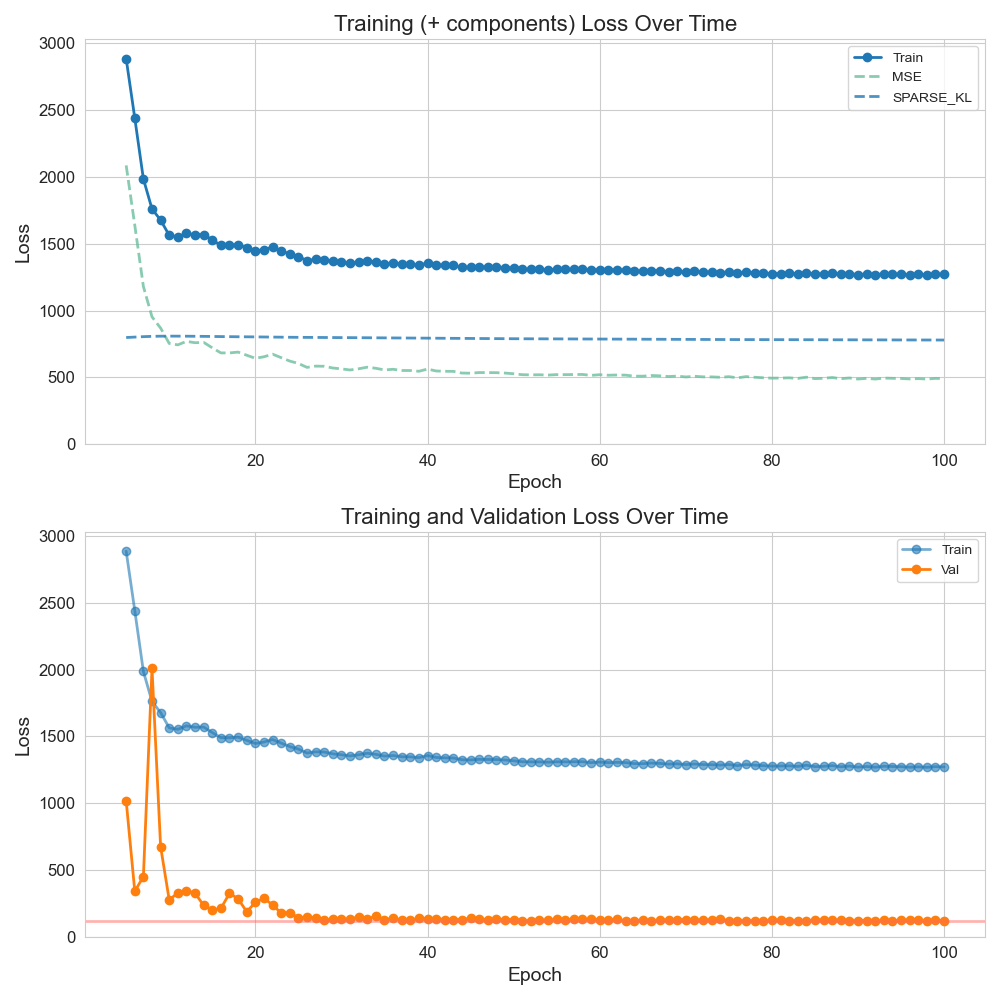 Training (+ components) Loss Over Time
3000
2500
2000
1500
1000
500
0
Loss
Train
MSE
SPARSE_KL
20 40 60 80 100
Epoch
Training and Validation Loss Over Time
3000
2500
2000
1500
1000
500
0
Loss
Train
Val
20 40 60 80 100
Epoch